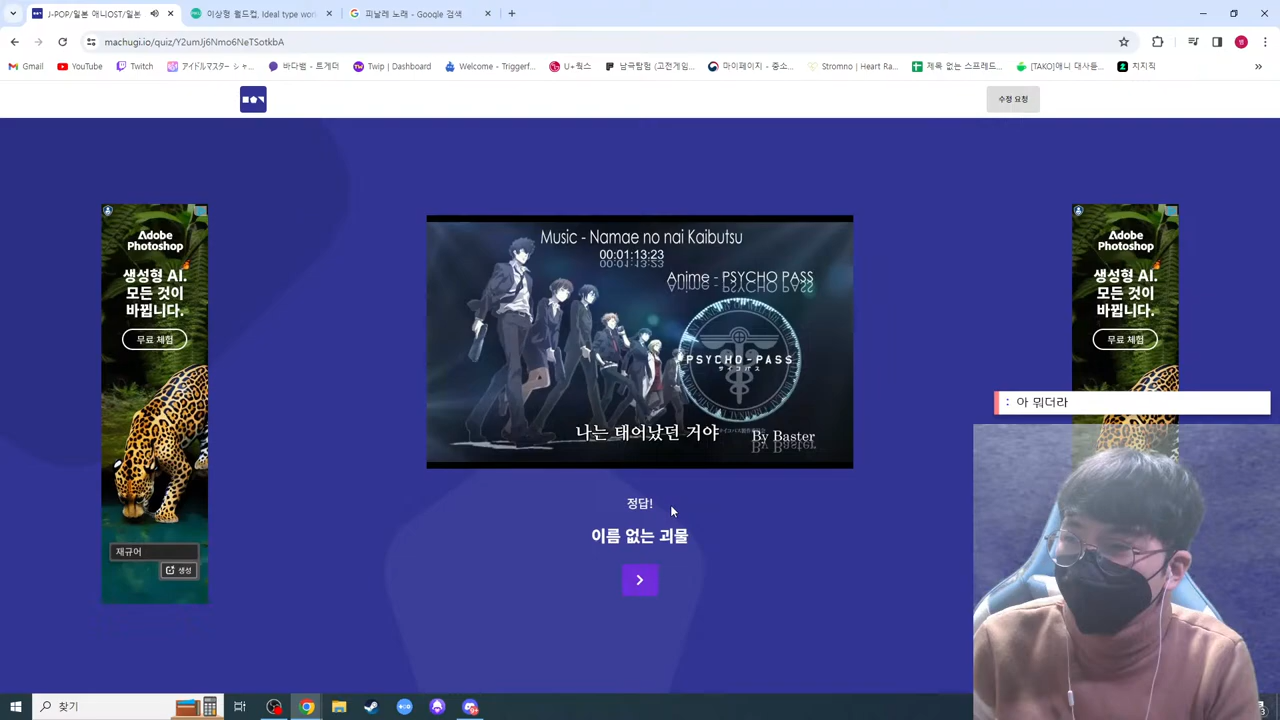 J-POP/일본 애니OST/일본
이상형 월드컵, Ideal type wor
피날레 노래 - Google 검색
machugi.io/quiz/Y2umJj6Nmo6NeTSotkbA
Gmail
YouTube
Twitch
アイドルマスター シャ...
바다뱀 - 트게더
Twip | Dashboard
Welcome - Triggerf...
U+웍스
남극탐험 (고전게임...
마이페이지 - 중소...
Stromno | Heart Ra...
제목 없는 스프레드...
[TAKO]애니 대사듣...
치지직
수정 요청
Adobe
Photoshop
생성형 AI.
모든 것이
바뀝니다.
무료 체험
재규어
생성
Music - Namae no nai Kaibutsu
00:01:13:23
Anime - PSYCHO PASS
PSYCHO-PASS
サイコパス
나는 태어났던 거야
By Baster
정답!
이름 없는 괴물
Adobe
Photoshop
생성형 AI.
모든 것이
바뀝니다.
무료 체험
: 아 뭐더라
찾기
3